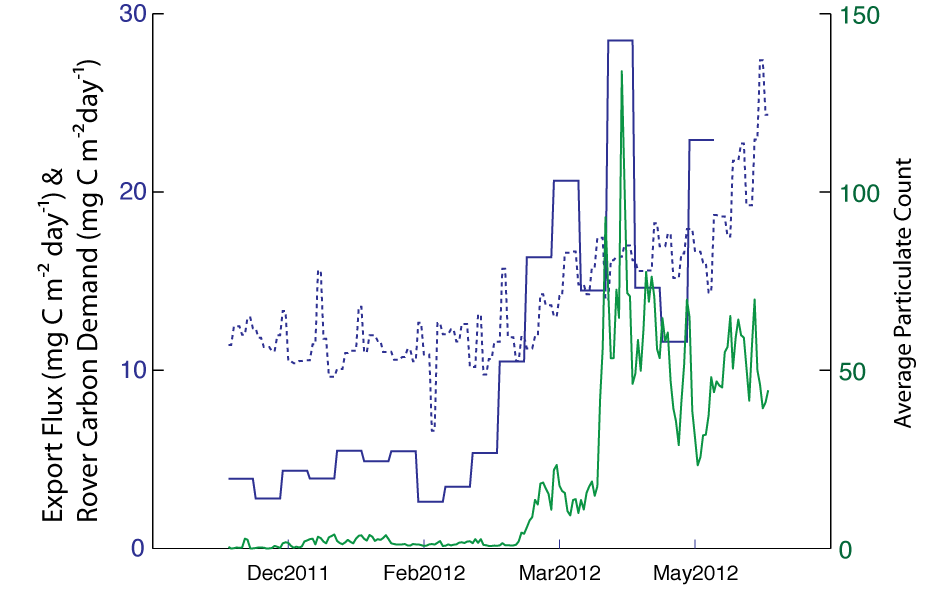 30
150
20
100
10
50
0
0
Dec2011
Feb2012
Mar2012
May2012
Export Flux (mg C m⁻² day⁻¹) &
Rover Carbon Demand (mg C m⁻²day⁻¹)
Average Particulate Count